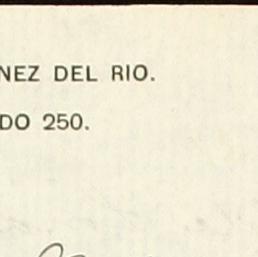 NEZ DEL RIO.
DO 250.